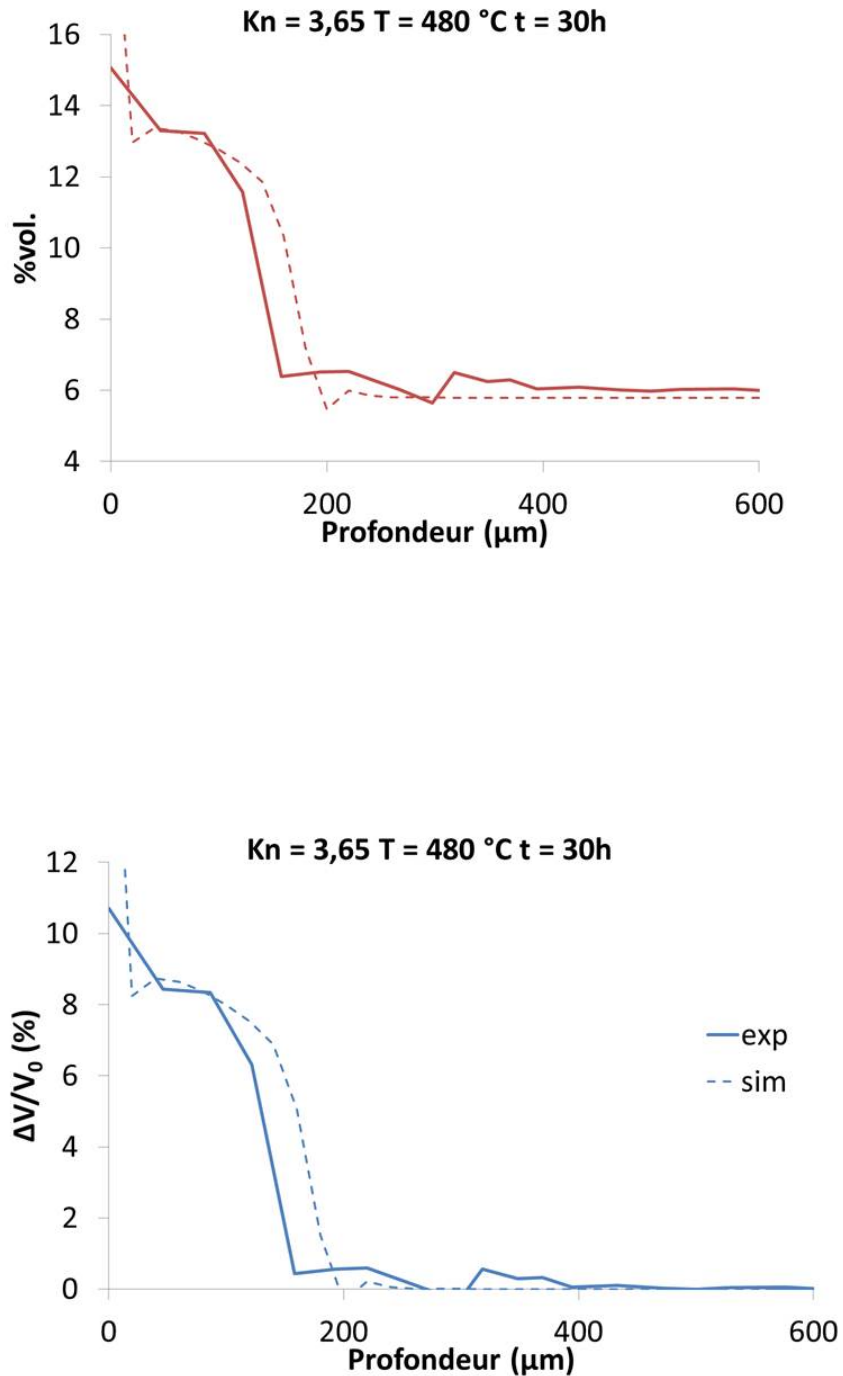 Kn = 3,65 T = 480 °C t = 30h
16
14
12
10
8
6
4
%vol.
0 200 400 600
Profondeur (µm)
Kn = 3,65 T = 480 °C t = 30h
12
10
8
6
4
2
0
ΔV/V₀ (%)
exp
sim
0 200 400 600
Profondeur (µm)